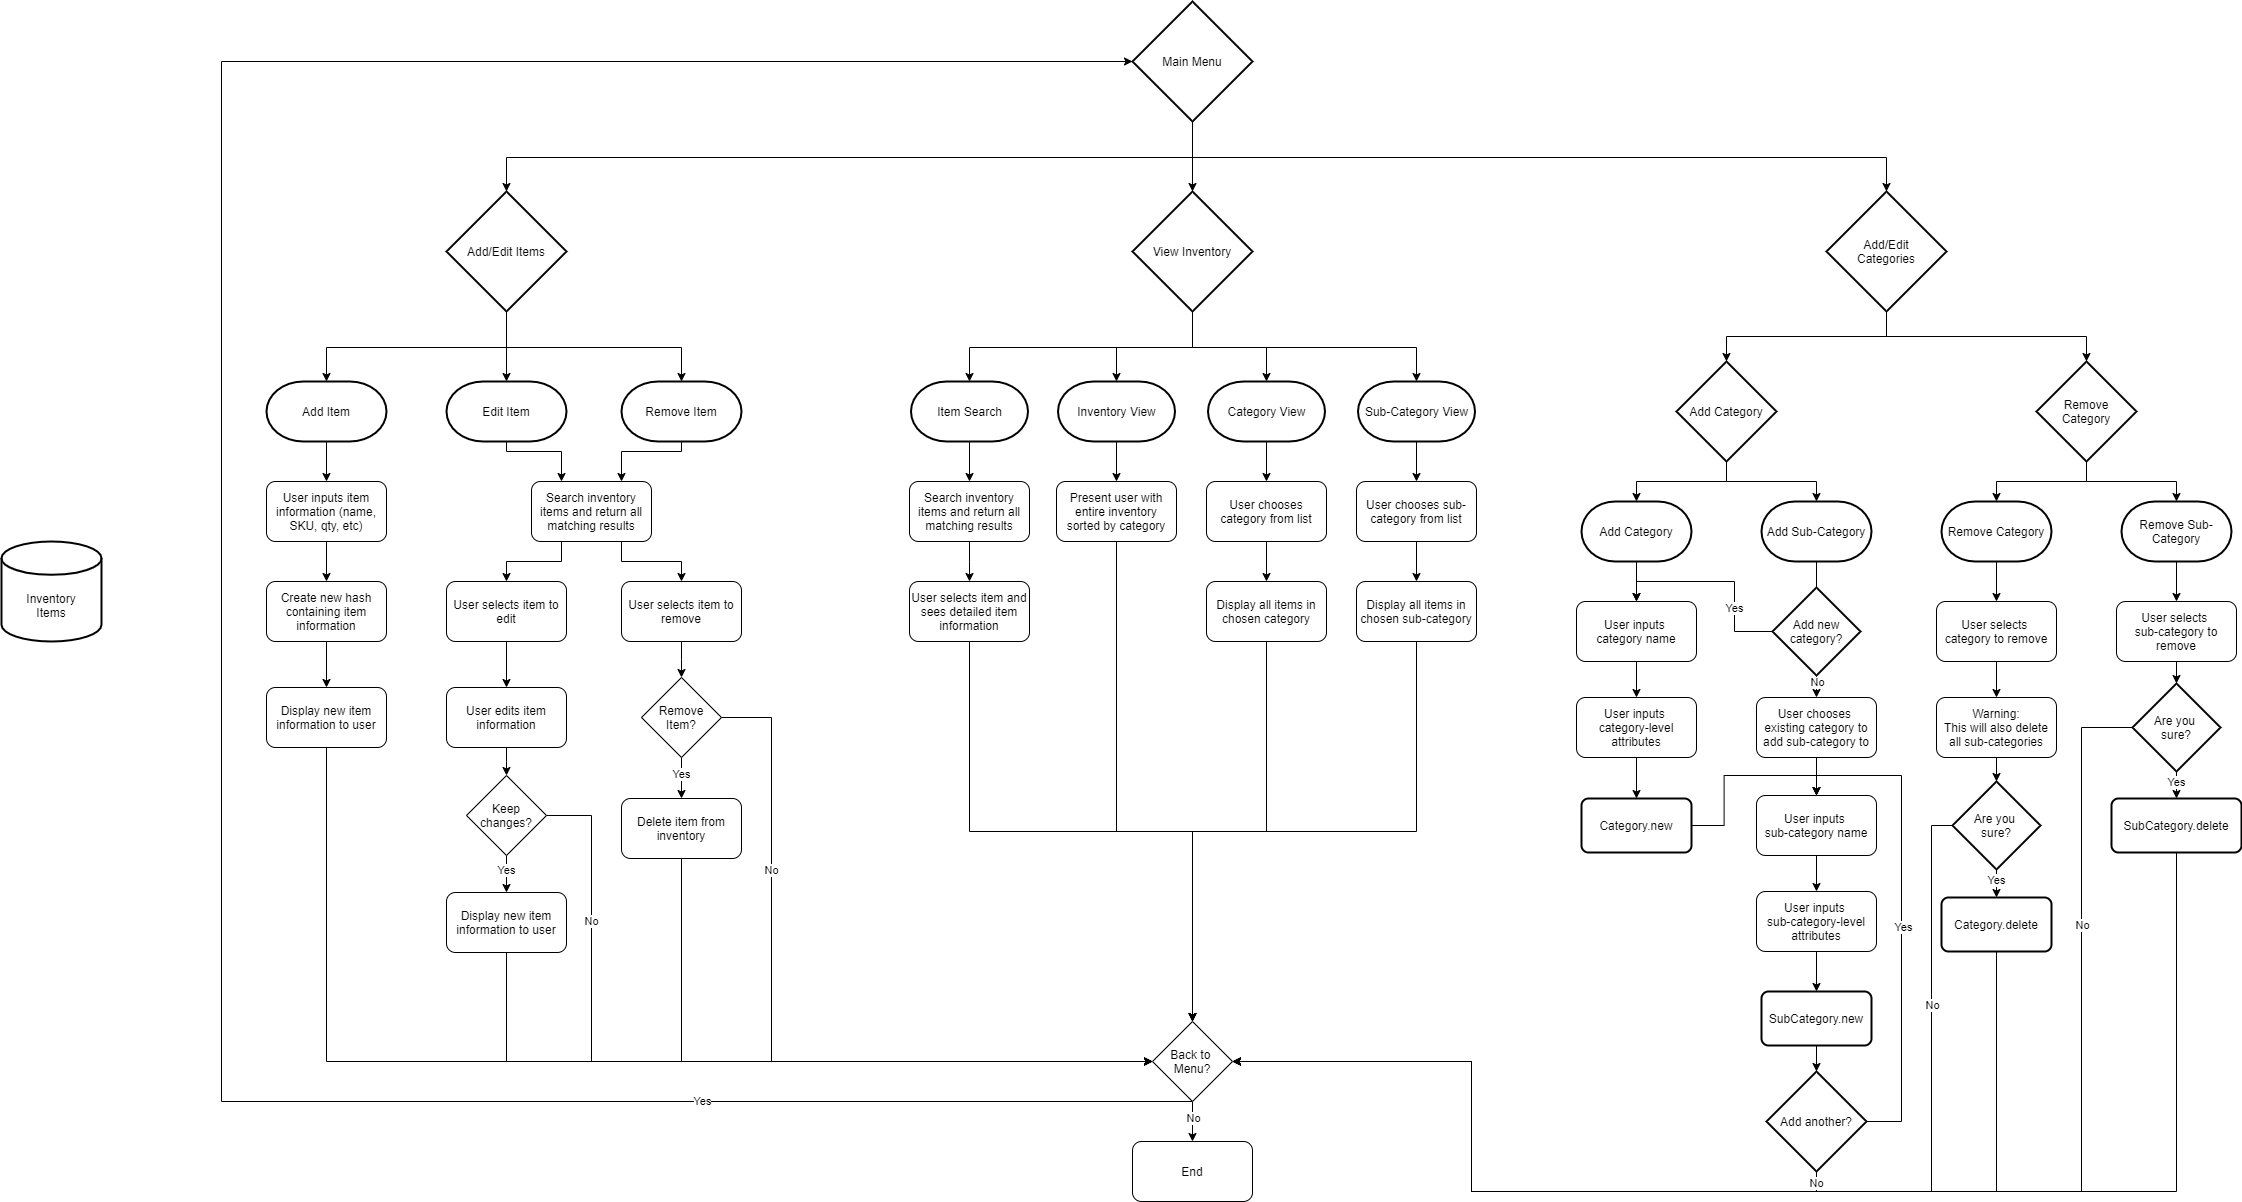 Main Menu
Add/Edit Items
View Inventory
Add/Edit
Categories
Add Item
Edit Item
Remove Item
Item Search
Inventory View
Category View
Sub-Category View
Add Category
Remove
Category
User inputs item
information (name,
SKU, qty, etc)
Search inventory
items and return all
matching results
Search inventory
items and return all
matching results
Present user with
entire inventory
sorted by category
User chooses
category from list
User chooses sub-
category from list
Add Category
Add Sub-Category
Remove Category
Remove Sub-
Category
Inventory
Items
Create new hash
containing item
information
User selects item to
edit
User selects item to
remove
User selects item and
sees detailed item
information
Display all items in
chosen category
Display all items in
chosen sub-category
User inputs
category name
Yes
Add new
category?
No
User selects
category to remove
User selects
sub-category to
remove
Display new item
information to user
User edits item
information
Remove
Item?
Yes
No
User inputs
category-level
attributes
User chooses
existing category to
add sub-category to
Warning:
This will also delete
all sub-categories
Are you
sure?
Yes
No
Keep
changes?
Yes
No
Delete item from
inventory
Category.new
User inputs
sub-category name
Are you
sure?
Yes
No
SubCategory.delete
Display new item
information to user
User inputs
sub-category-level
attributes
Yes
Category.delete
SubCategory.new
Back to
Menu?
Yes
No
Add another?
No
End